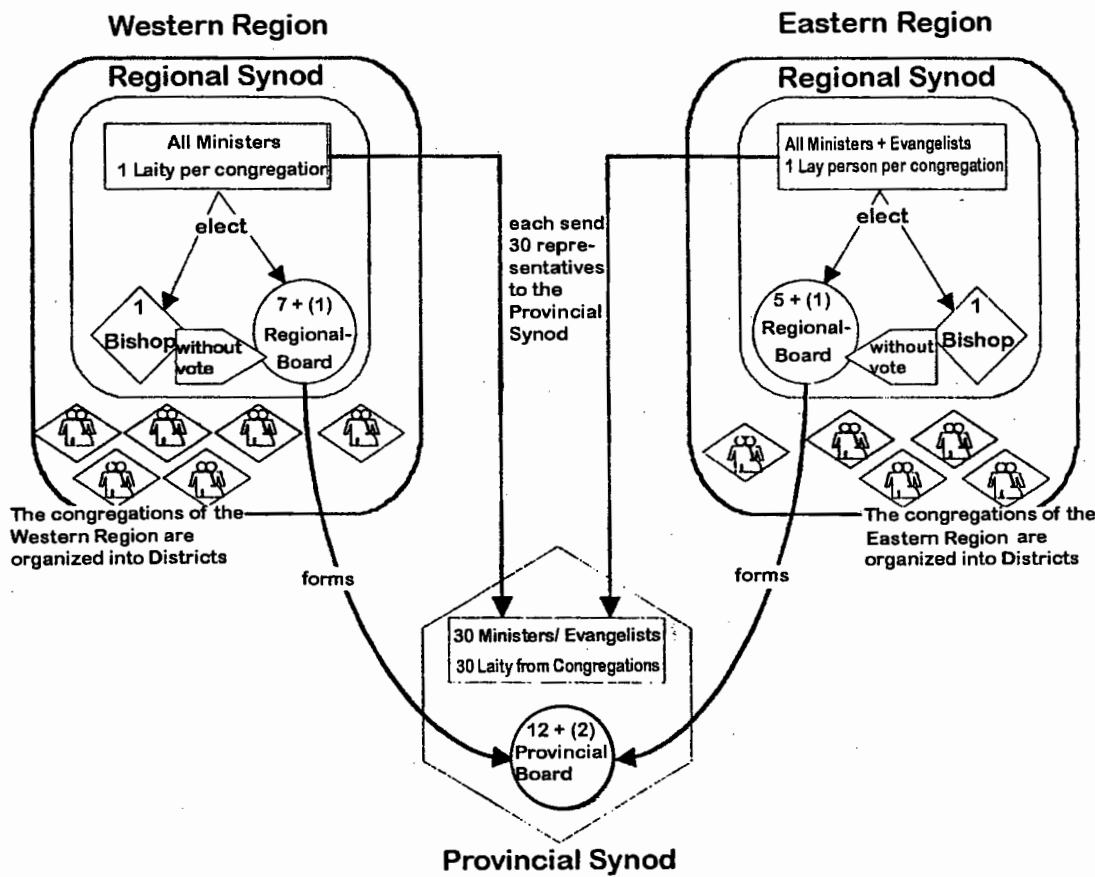 Western Region
Regional Synod
All Ministers
1 Laity per congregation
elect
1
Bishop
without
vote
7 + (1)
Regional-
Board
The congregations of the
Western Region are
organized into Districts
forms
each send
30 repre-
sentatives
to the
Provincial
Synod
Eastern Region
Regional Synod
All Ministers + Evangelists
1 Lay person per congregation
elect
5 + (1)
Regional-
Board
without
vote
1
Bishop
The congregations of the
Eastern Region are
organized into Districts
forms
30 Ministers/ Evangelists
30 Laity from Congregations
12 + (2)
Provincial
Board
Provincial Synod